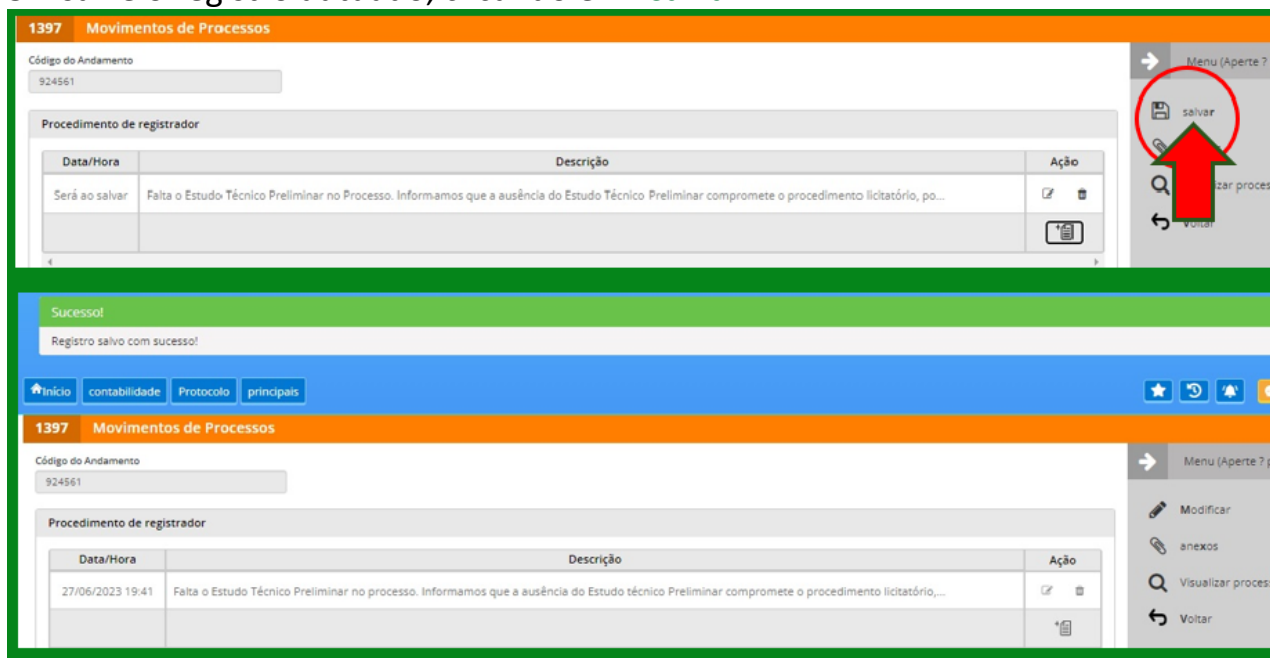 1397 Movimentos de Processos
Código do Andamento
924561
Menu (Aperte ?
salvar
Procedimento de registrador
Data/Hora Descrição Ação
Será ao salvar Falta o Estudo Técnico Preliminar no Processo. Informamos que a ausência do Estudo Técnico Preliminar compromete o procedimento licitatório, po...
Voltar
Sucesso!
Registro salvo com sucesso!
Início contabilidade Protocolo principais
1397 Movimentos de Processos
Código do Andamento
924561
Menu (Aperte ? p
Modificar
Procedimento de registrador
anexos
Data/Hora Descrição Ação
27/06/2023 19:41 Falta o Estudo Técnico Preliminar no processo. Informamos que a ausência do Estudo técnico Preliminar compromete o procedimento licitatório,...
Visualizar proces
Voltar